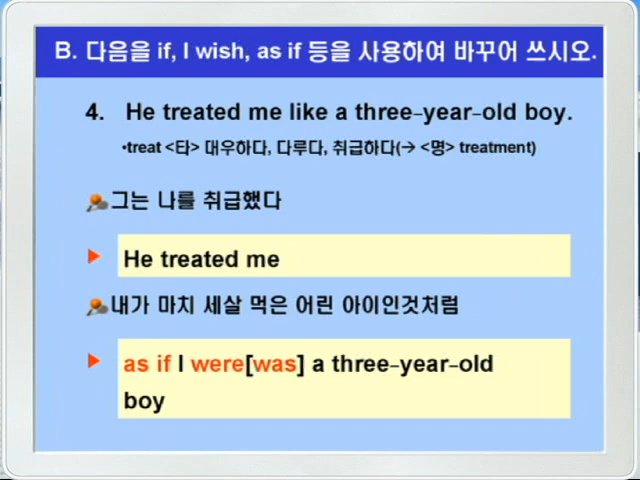 B. 다음을 if, I wish, as if 등을 사용하여 바꾸어 쓰시오.
4. He treated me like a three-year-old boy.
•treat <타> 대우하다, 다루다, 취급하다(→ <명> treatment)
그는 나를 취급했다
He treated me
내가 마치 세살 먹은 어린 아이인것처럼
as if I were[was] a three-year-old
boy